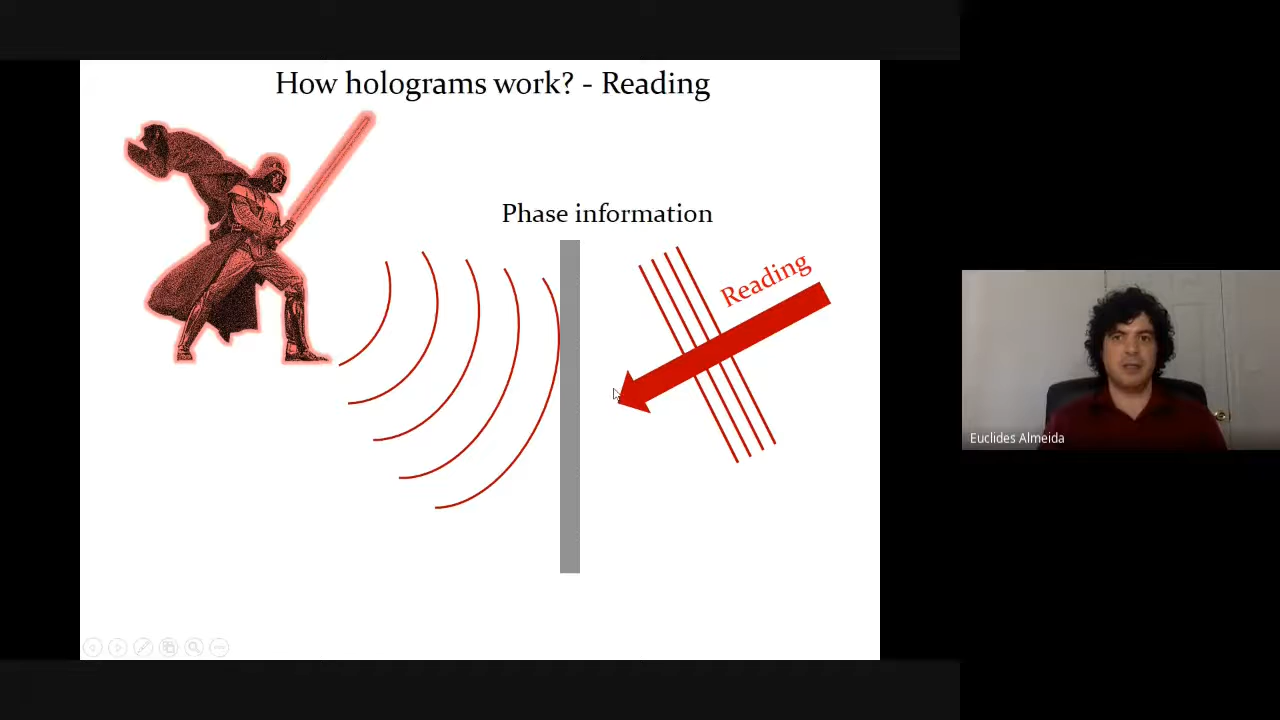 How holograms work? - Reading
Phase information
Reading
Euclides Almeida